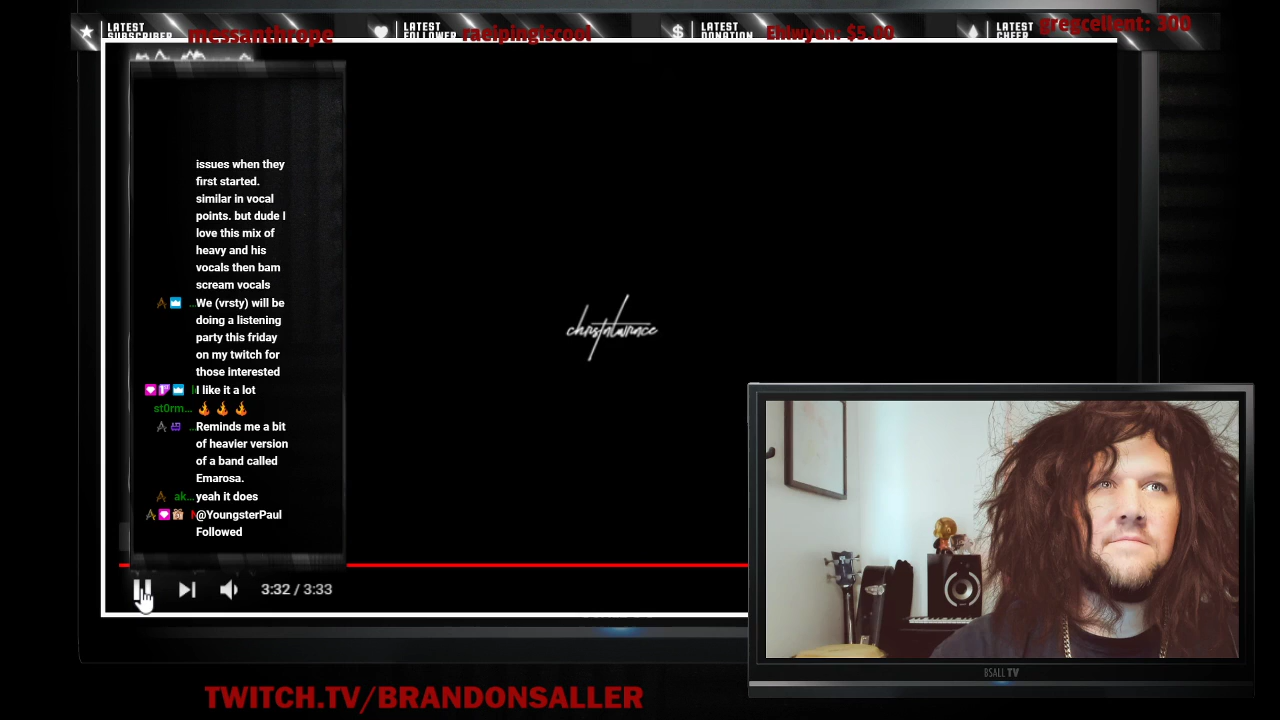 LATEST
SUBSCRIBER
messanthrope
LATEST
FOLLOWER
raeipingiscool
LATEST
DONATION
Ehlwyen: $5.00
LATEST
CHEER
gregcellent: 300
issues when they
first started.
similar in vocal
points. but dude I
love this mix of
heavy and his
vocals then bam
scream vocals
...We (vrsty) will be
doing a listening
party this friday
on my twitch for
those interested
I like it a lot
st0rm...
...Reminds me a bit
of heavier version
of a band called
Emarosa.
ak...yeah it does
@YoungsterPaul
Followed
3:32 / 3:33
BSALL TV
TWITCH.TV/BRANDONSALLER